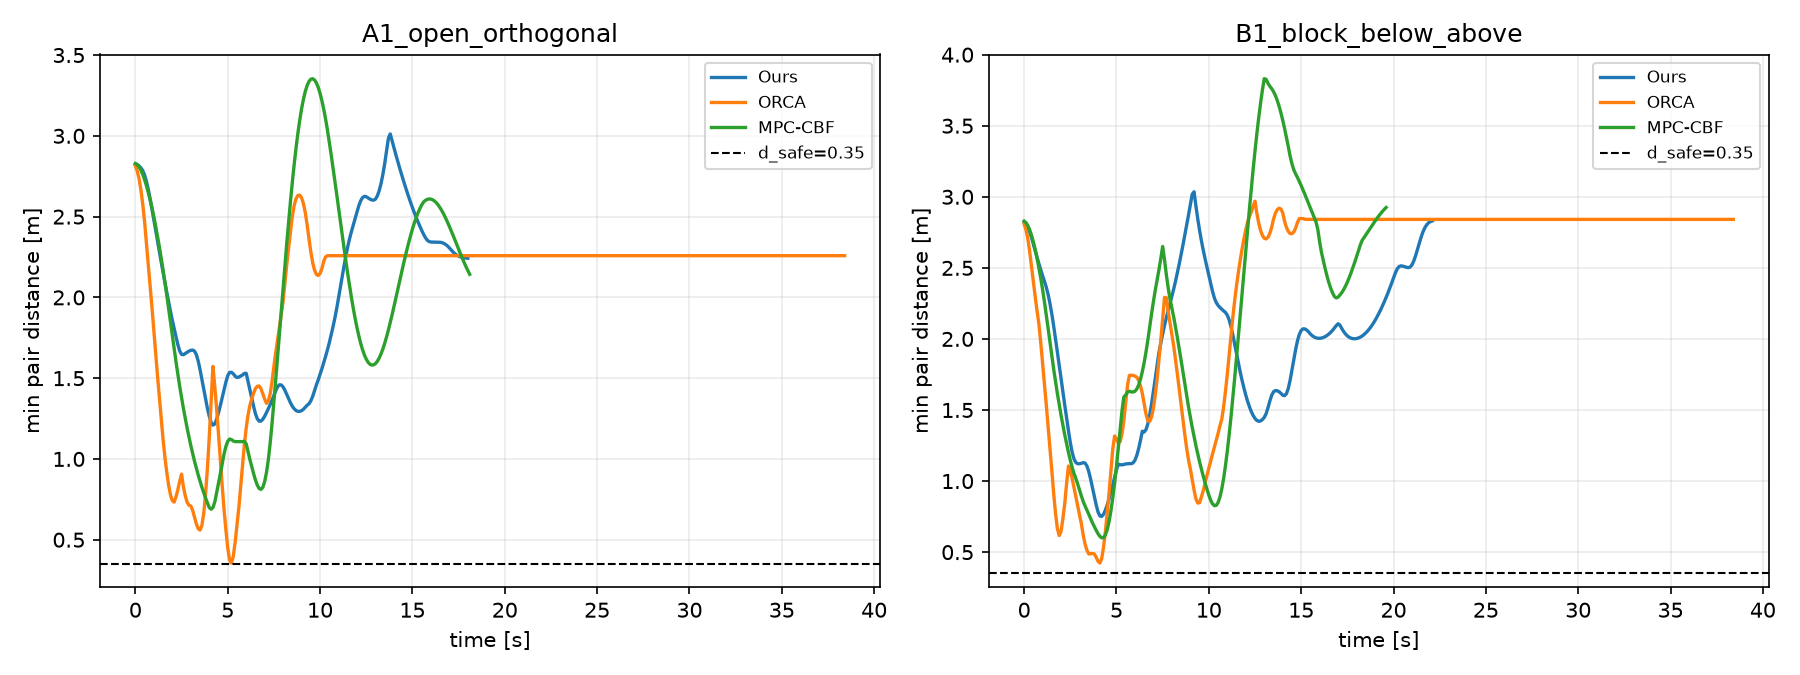 A1_open_orthogonal
3.5
3.0
2.5
2.0
1.5
1.0
0.5
min pair distance [m]
0 5 10 15 20 25 30 35 40
time [s]
Ours
ORCA
MPC-CBF
d_safe=0.35
B1_block_below_above
4.0
3.5
3.0
2.5
2.0
1.5
1.0
0.5
min pair distance [m]
0 5 10 15 20 25 30 35 40
time [s]
Ours
ORCA
MPC-CBF
d_safe=0.35